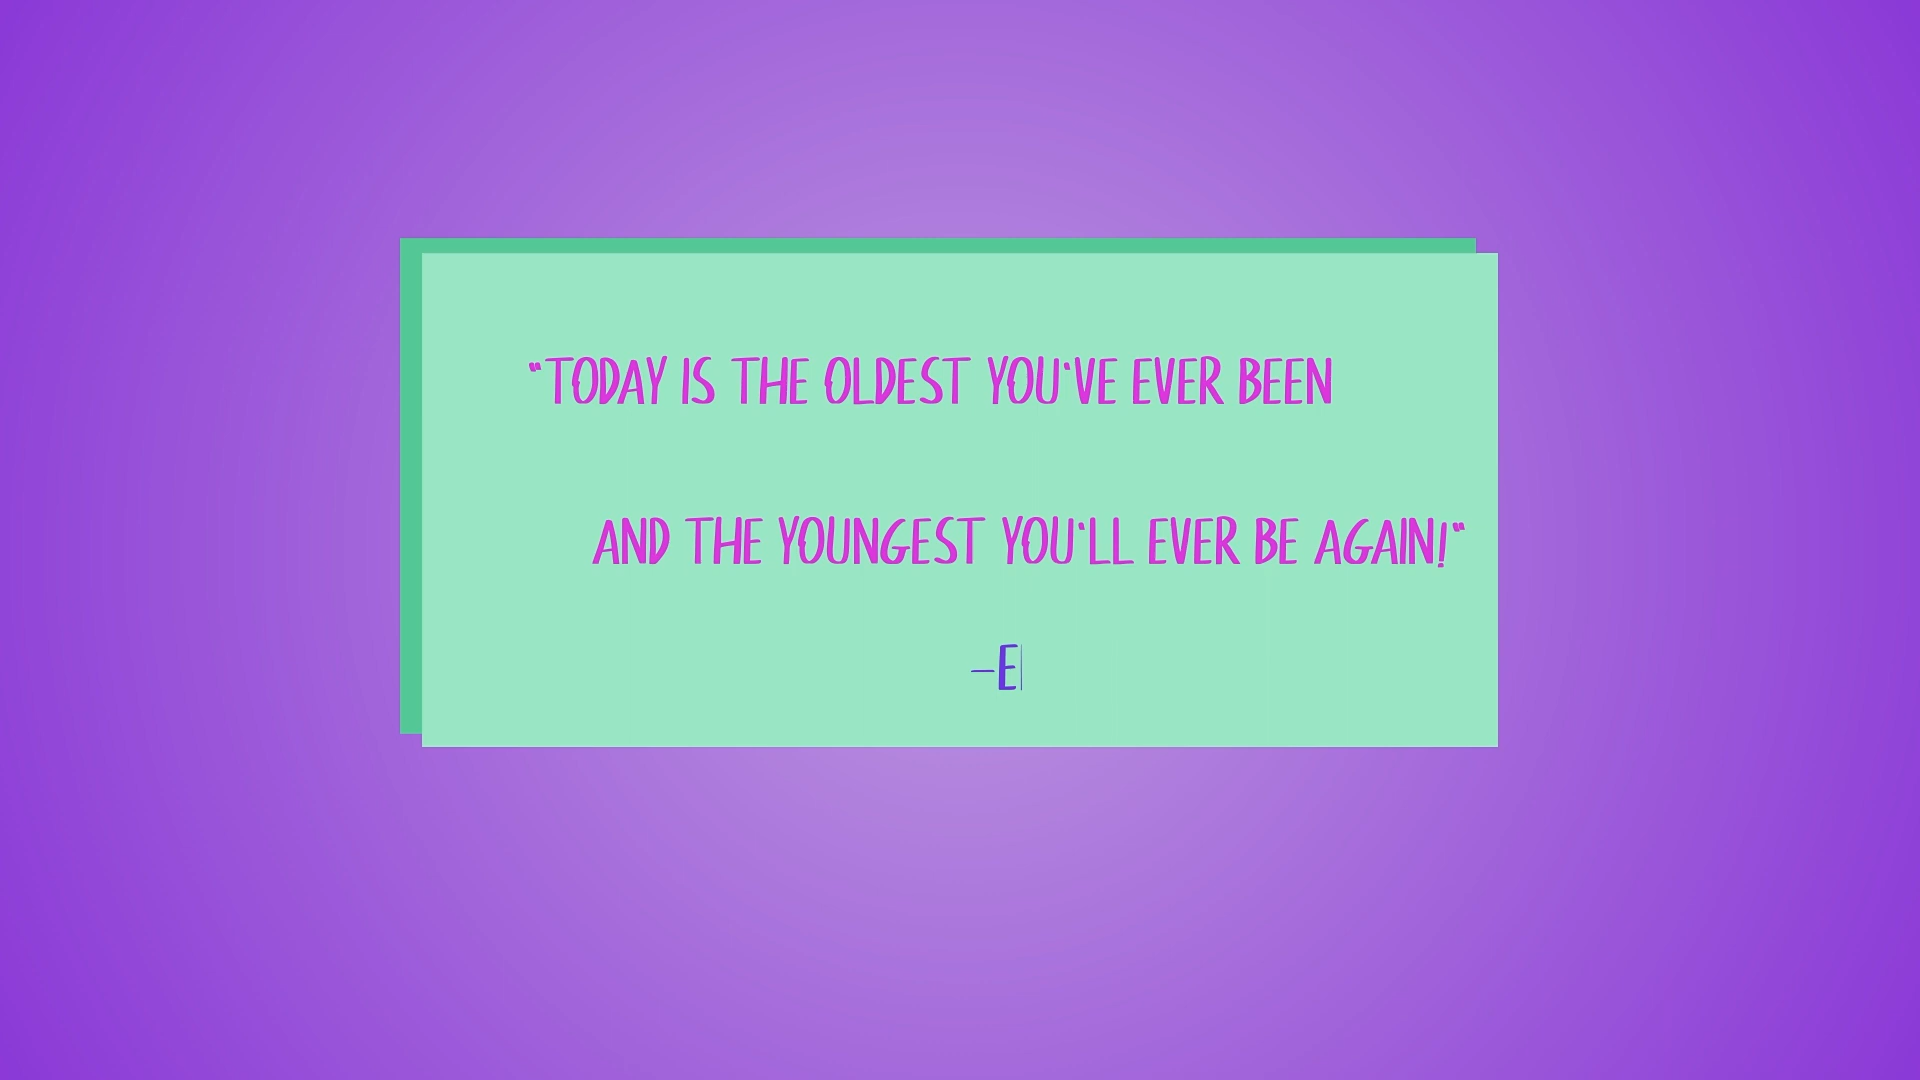 "TODAY IS THE OLDEST YOU'VE EVER BEEN
AND THE YOUNGEST YOU'LL EVER BE AGAIN!"
-E